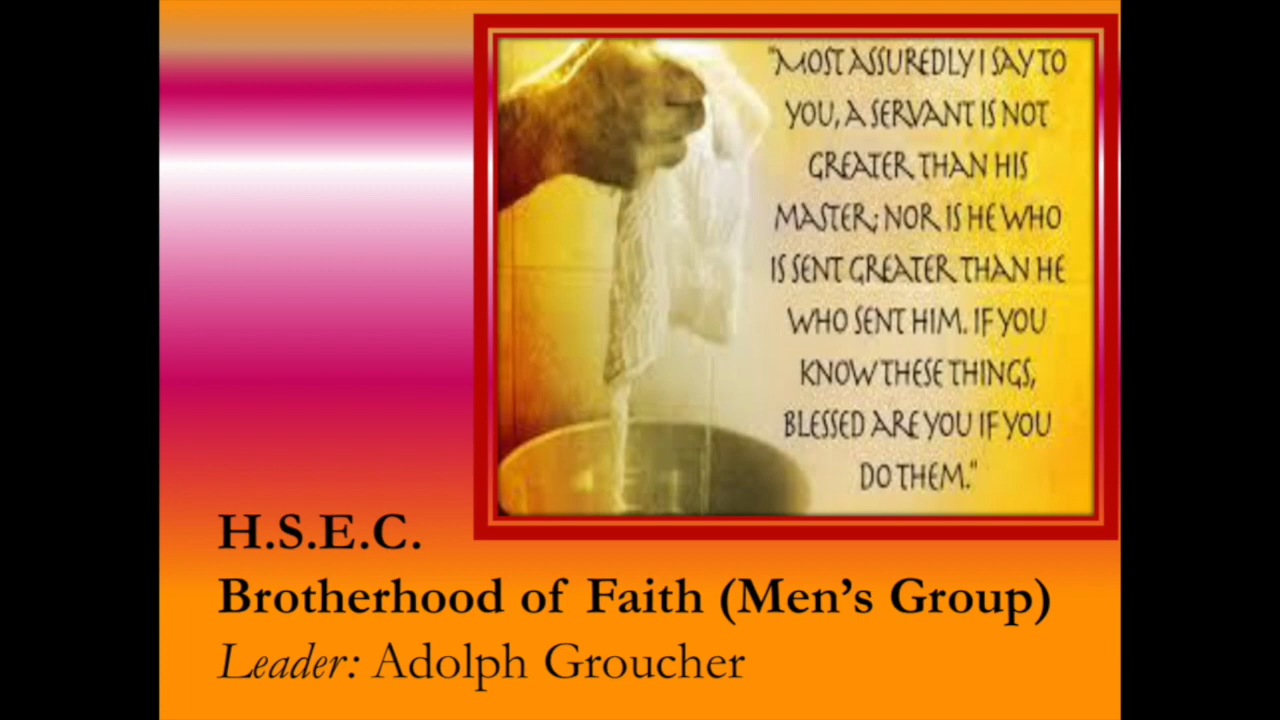 "MOST ASSUREDLY I SAY TO
YOU, A SERVANT IS NOT
GREATER THAN HIS
MASTER; NOR IS HE WHO
IS SENT GREATER THAN HE
WHO SENT HIM. IF YOU
KNOW THESE THINGS,
BLESSED ARE YOU IF YOU
DO THEM."
H.S.E.C.
Brotherhood of Faith (Men’s Group)
Leader: Adolph Groucher